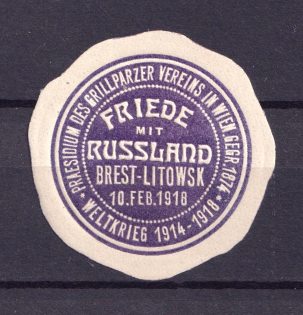 PRAESIDIUM DES GRILLPARZER VEREINS IN WIEN GEGR. 1874
FRIEDE
MIT
RUSSLAND
BREST-LITOWSK
10. FEB. 1918
* WELTKRIEG 1914-1918 *